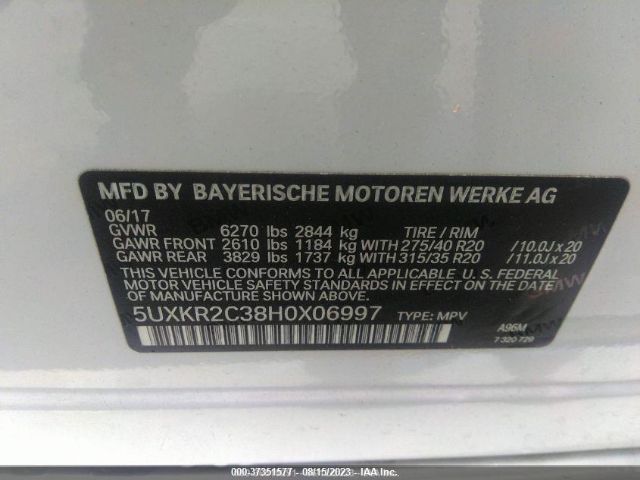 MFD BY BAYERISCHE MOTOREN WERKE AG
06/17
GVWR 6270 lbs 2844 kg TIRE / RIM
GAWR FRONT 2610 lbs 1184 kg WITH 275/40 R20 /10.0J x 20
GAWR REAR 3829 lbs 1737 kg WITH 315/35 R20 /11.0J x 20
THIS VEHICLE CONFORMS TO ALL APPLICABLE U. S. FEDERAL
MOTOR VEHICLE SAFETY STANDARDS IN EFFECT ON THE DATE
OF MANUFACTURE SHOWN ABOVE.
5UXKR2C38H0X06997 TYPE: MPV
A96M
7 320 729
000-37351577 - 08/15/2023 - IAA Inc.